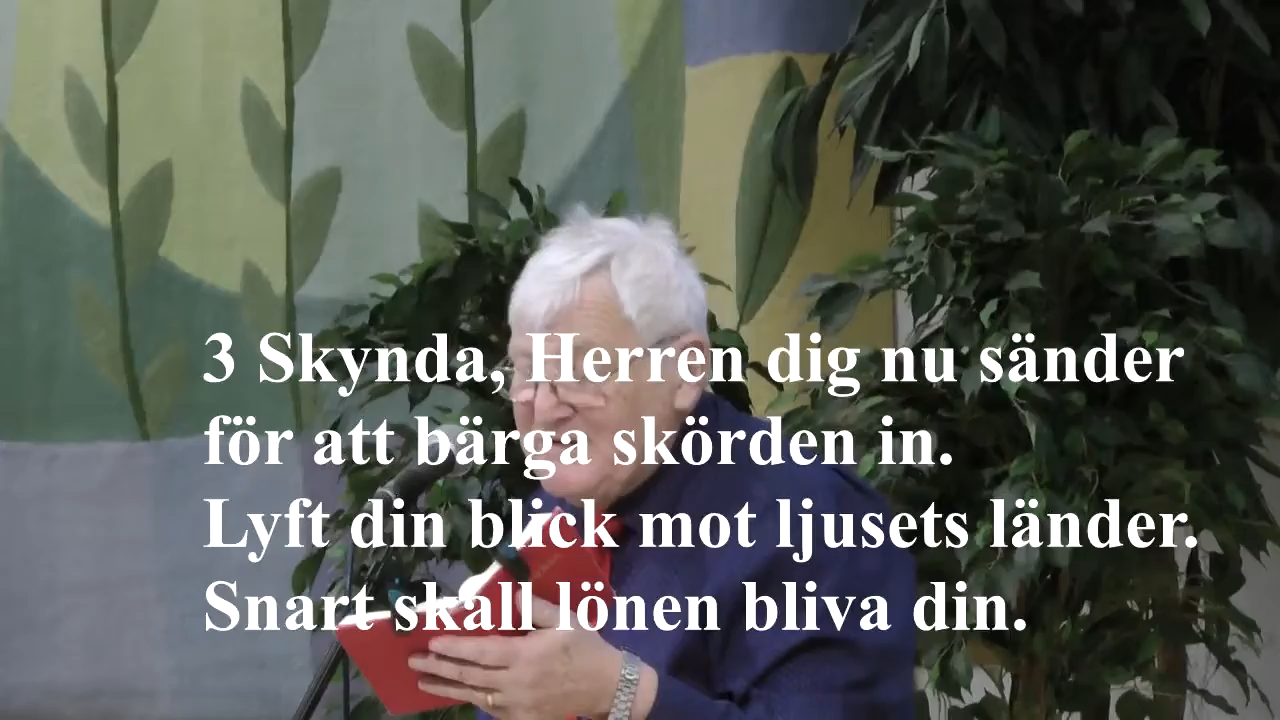 3 Skynda, Herren dig nu sänder
för att bärga skörden in.
Lyft din blick mot ljusets länder.
Snart skall lönen bliva din.